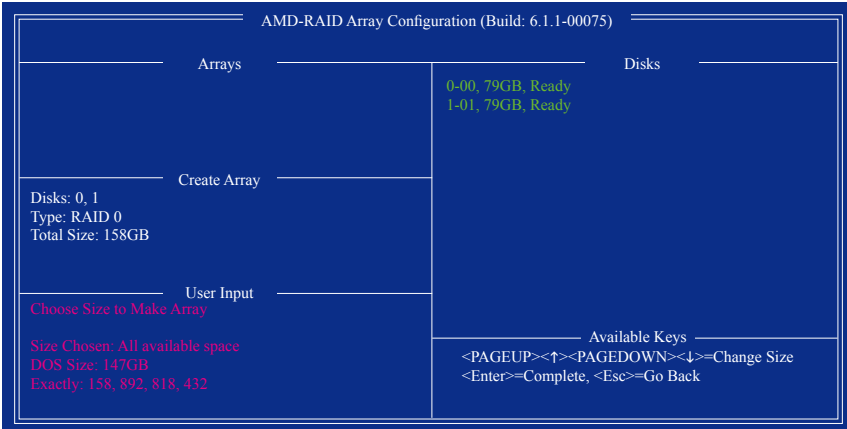 AMD-RAID Array Configuration (Build: 6.1.1-00075)
Arrays
Create Array
Disks: 0, 1
Type: RAID 0
Total Size: 158GB
User Input
Choose Size to Make Array
Size Chosen: All available space
DOS Size: 147GB
Exactly: 158, 892, 818, 432
Disks
0-00, 79GB, Ready
1-01, 79GB, Ready
Available Keys
<PAGEUP><↑><PAGEDOWN><↓>=Change Size
<Enter>=Complete, <Esc>=Go Back